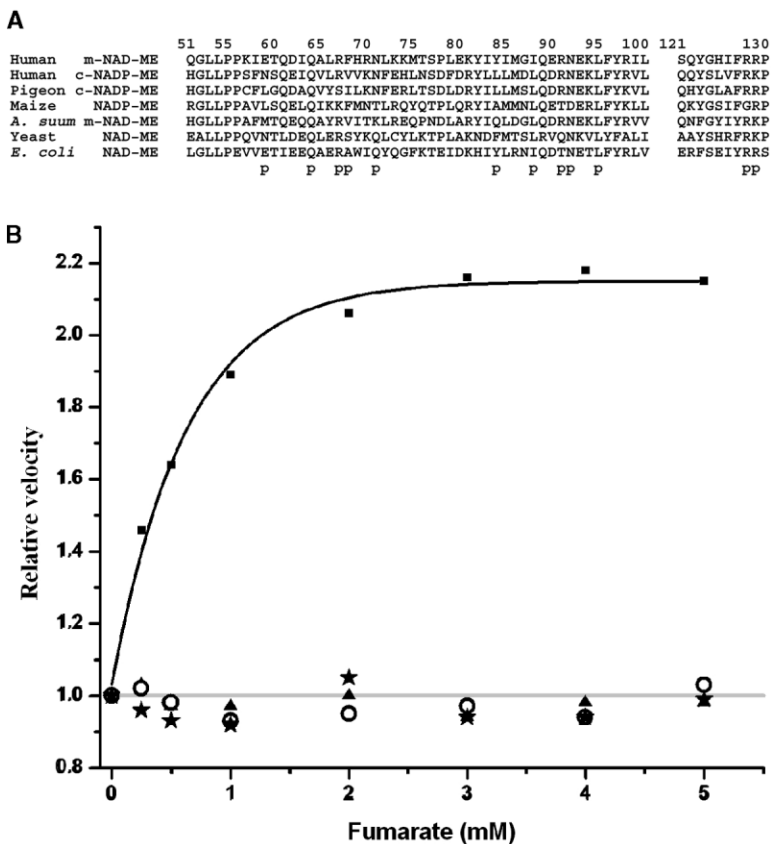 A
51 55 60 65 70 75 80 85 90 95 100 121 130
Human m-NAD-ME QGLLPPKIETQDIQALRFHRNLKKMTSPLEKYIYIMGIQERNEKLFYRIL SQYGHIFRRP
Human c-NADP-ME HGLLPPSFNSQEIQVLRVVKNFEHLNSDFDRYLLLMDLQDRNEKLFYRVL QQYSLVFRKP
Pigeon c-NADP-ME HGLLPPCFLGQDAQVYSILKNFERLTSDLDRYILLMSLQDRNEKLFYKVL QHYGLAFRRP
Maize NADP-ME RGLLPPAVLSQELQIKKFMNTLRQYQTPLQRYIAMMNLQETDERLFYKLL QKYGSIFGRP
A. suum m-NAD-ME HGLLPPAFMTQEQQAYRVITKLREQPNDLARYIQLDGLQDRNEKLFYRVV QNFGYIYRKP
Yeast NAD-ME EALLPPQVNTLDEQLERSYKQLCYLKTPLAKNDFMTSLRVQNKVLYFALI AAYSHRFRKP
E. coli NAD-ME LGLLPPEVVETIEEQAERAWIQYQGFKTEIDKHIYLRNIQDTNETLFYRLV ERFSEIYRRS
p p pp p p p pp p pp
B
2.2
2.0
1.8
1.6
1.4
1.2
1.0
0.8
Relative velocity
0 1 2 3 4 5
Fumarate (mM)